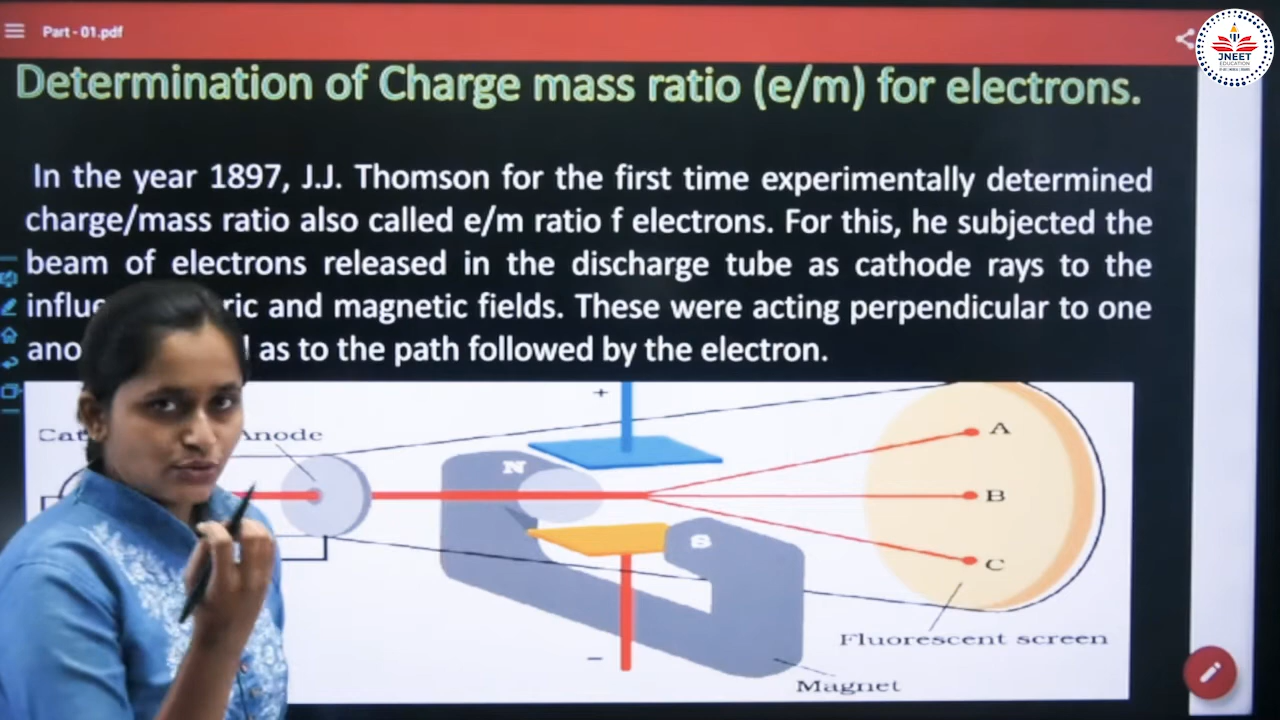 Part - 01.pdf
JNEET
EDUCATION
Determination of Charge mass ratio (e/m) for electrons.
In the year 1897, J.J. Thomson for the first time experimentally determined
charge/mass ratio also called e/m ratio f electrons. For this, he subjected the
beam of electrons released in the discharge tube as cathode rays to the
and magnetic fields. These were acting perpendicular to one
as to the path followed by the electron.
+
Anode
N
A
B
S
C
Fluorescent screen
–
Magnet